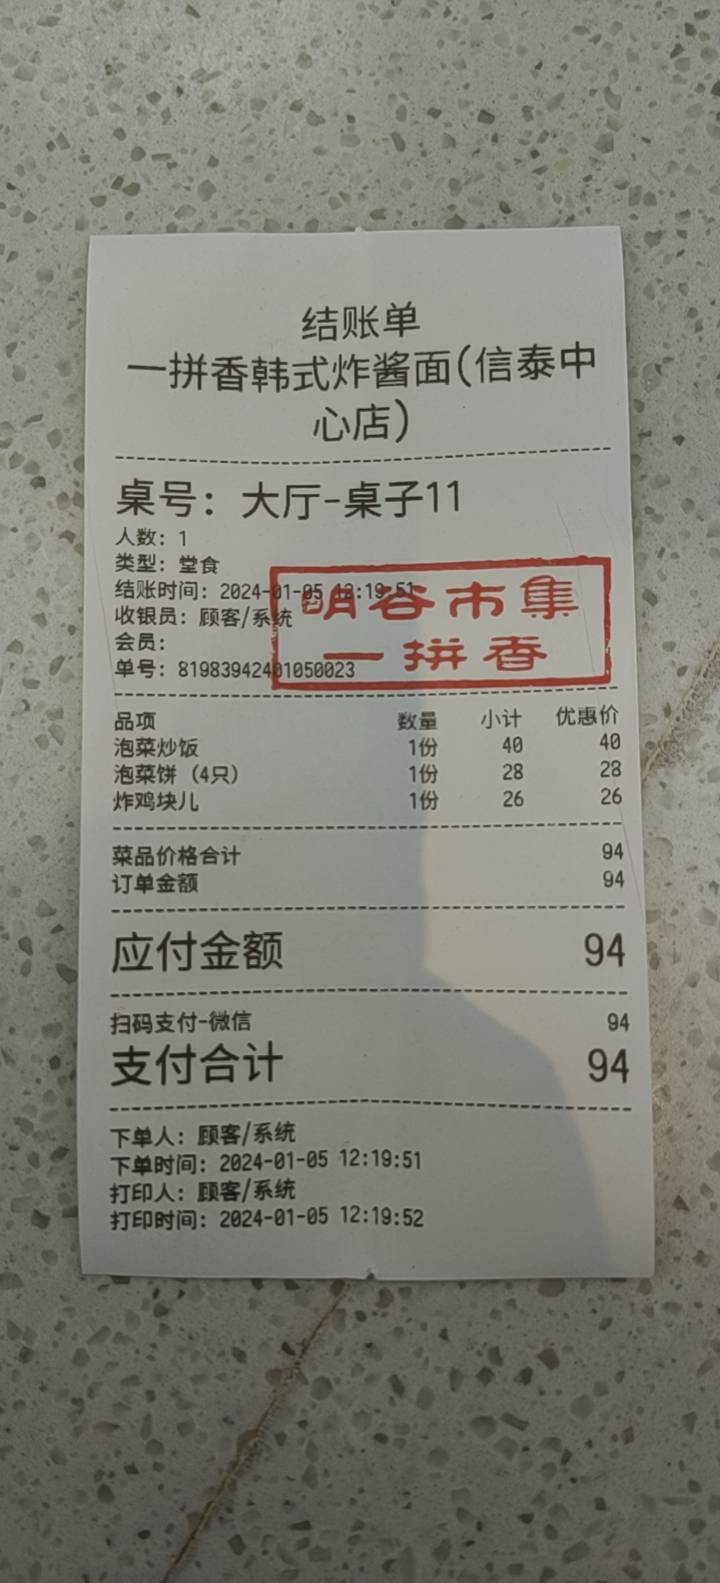 结账单
一拼香韩式炸酱面(信泰中
心店)
桌号: 大厅-桌子11
人数: 1
类型: 堂食
结账时间: 2024-01-05 12:19:51
收银员: 顾客/系统
会员:
单号: 81983942401050023
明谷市集
一拼香
品项 数量 小计 优惠价
泡菜炒饭 1份 40 40
泡菜饼 (4只) 1份 28 28
炸鸡块儿 1份 26 26
菜品价格合计 94
订单金额 94
应付金额 94
扫码支付-微信 94
支付合计 94
下单人: 顾客/系统
下单时间: 2024-01-05 12:19:51
打印人: 顾客/系统
打印时间: 2024-01-05 12:19:52